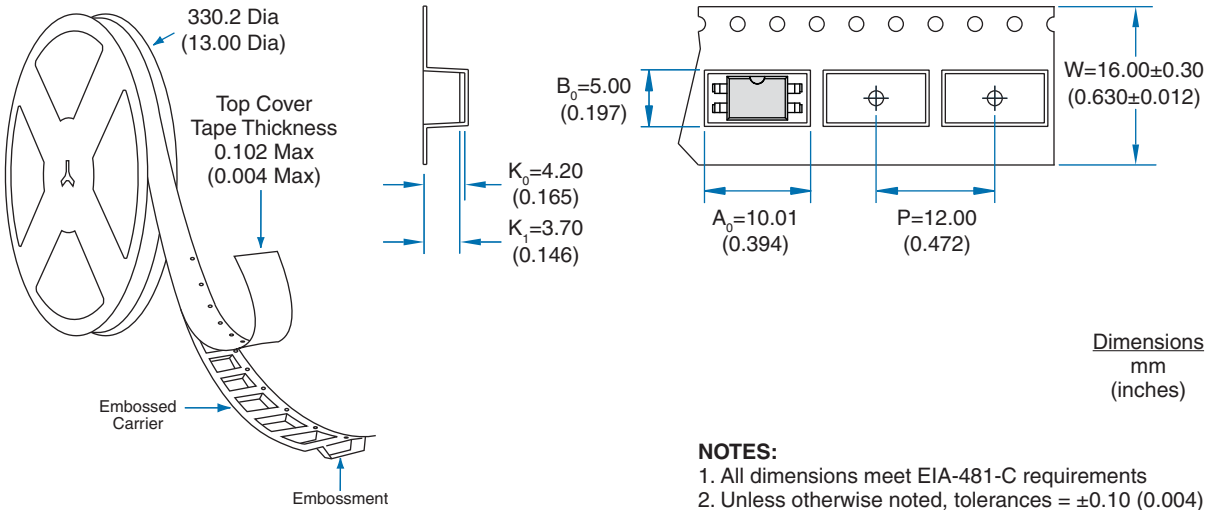 330.2 Dia
(13.00 Dia)
Top Cover
Tape Thickness
0.102 Max
(0.004 Max)
Embossed
Carrier
Embossment
K₀=4.20
(0.165)
K₁=3.70
(0.146)
B₀=5.00
(0.197)
A₀=10.01
(0.394)
P=12.00
(0.472)
W=16.00±0.30
(0.630±0.012)
Dimensions
mm
(inches)
NOTES:
1. All dimensions meet EIA-481-C requirements
2. Unless otherwise noted, tolerances = ±0.10 (0.004)